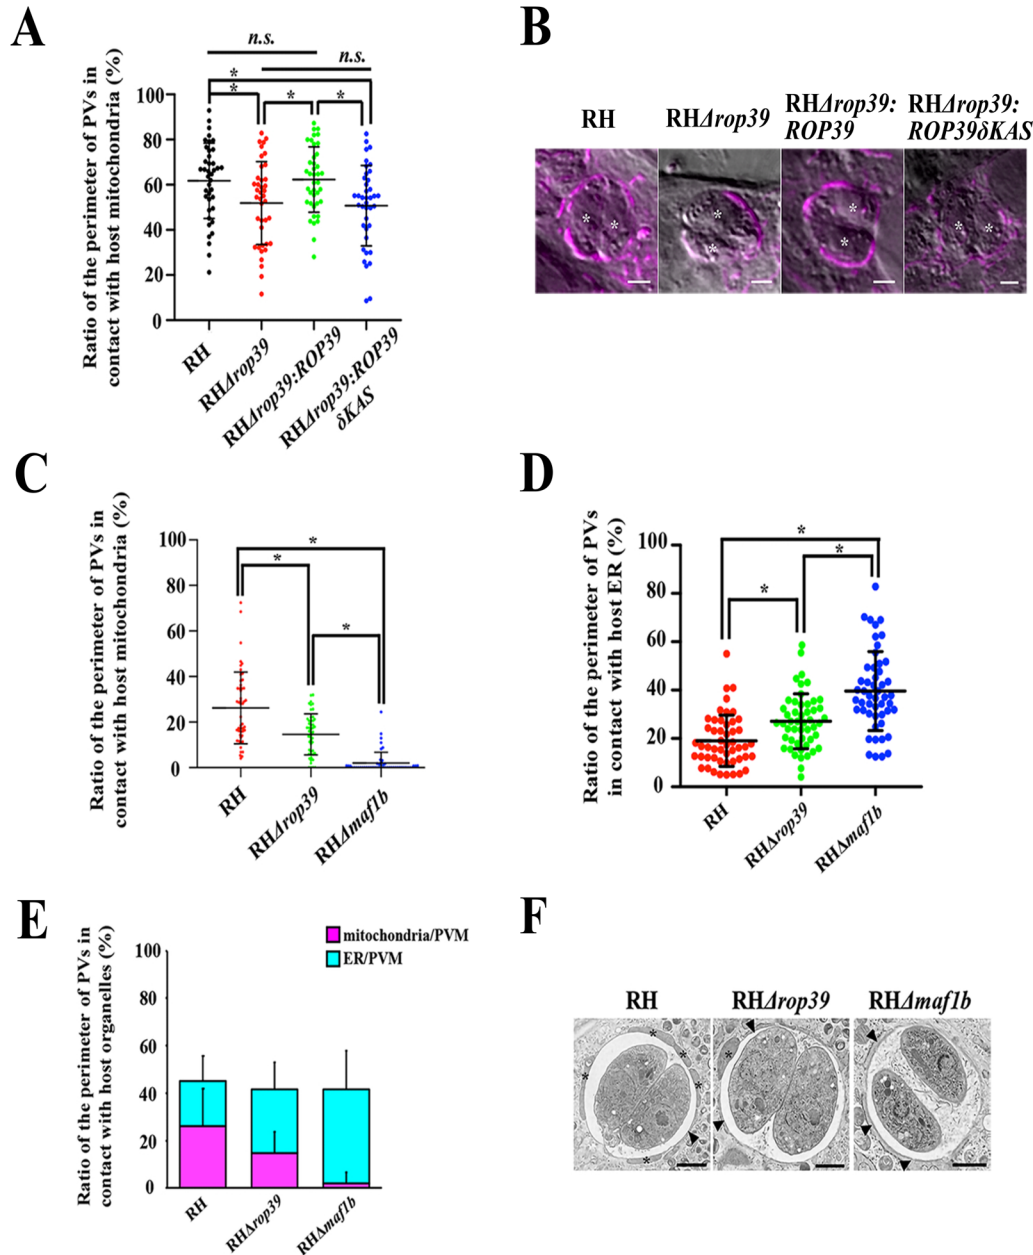 A
Ratio of the perimeter of PVs in
contact with host mitochondria (%)
n.s.
n.s.
*
*
*
*
100
80
60
40
20
0
RH
RHΔrop39
RHΔrop39:ROP39
RHΔrop39:ROP39
δKAS
B
RH
RHΔrop39
RHΔrop39:
ROP39
RHΔrop39:
ROP39δKAS
* *
* *
* *
* *
C
Ratio of the perimeter of PVs in
contact with host mitochondria (%)
*
*
*
100
80
60
40
20
0
RH
RHΔrop39
RHΔmaf1b
D
Ratio of the perimeter of PVs
in contact with host ER (%)
*
*
*
100
80
60
40
20
0
RH
RHΔrop39
RHΔmaf1b
E
Ratio of the perimeter of PVs in
contact with host organelles (%)
mitochondria/PVM
ER/PVM
100
80
60
40
20
0
RH
RHΔrop39
RHΔmaf1b
F
RH
RHΔrop39
RHΔmaf1b
* * * * *
*